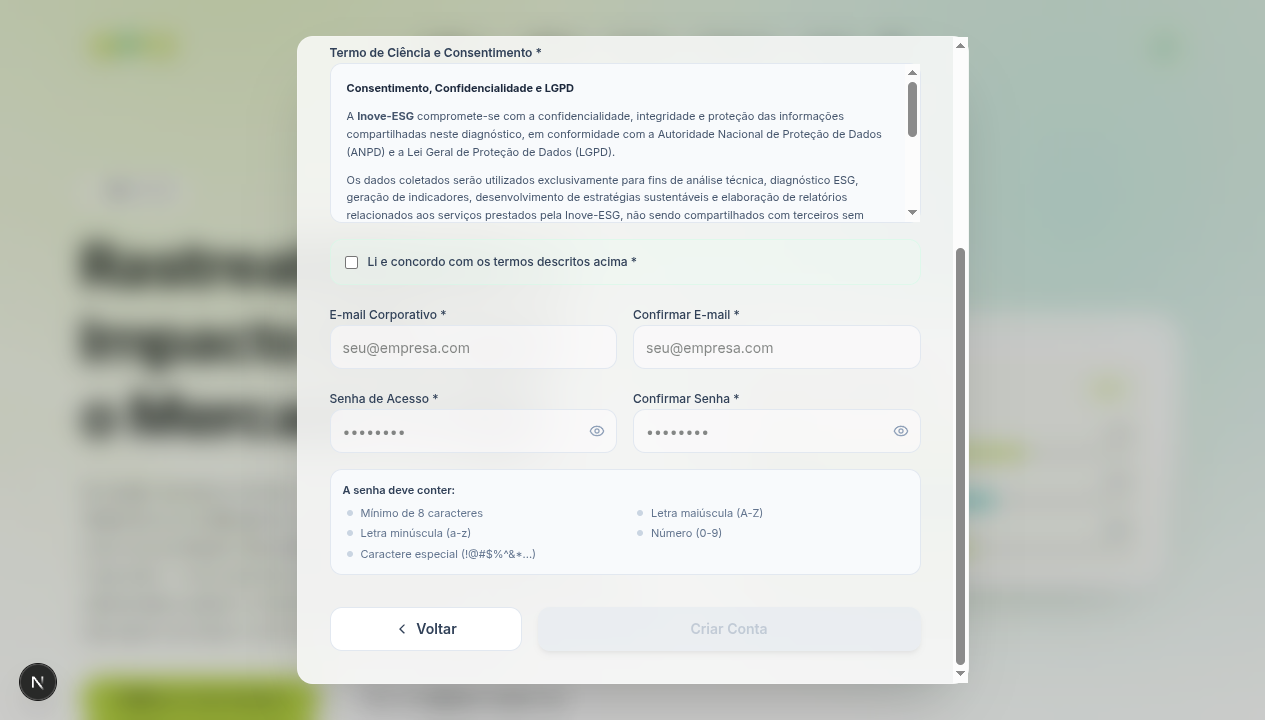 Termo de Ciência e Consentimento *
Consentimento, Confidencialidade e LGPD
A Inove-ESG compromete-se com a confidencialidade, integridade e proteção das informações
compartilhadas neste diagnóstico, em conformidade com a Autoridade Nacional de Proteção de Dados
(ANPD) e a Lei Geral de Proteção de Dados (LGPD).
Os dados coletados serão utilizados exclusivamente para fins de análise técnica, diagnóstico ESG,
geração de indicadores, desenvolvimento de estratégias sustentáveis e elaboração de relatórios
relacionados aos serviços prestados pela Inove-ESG, não sendo compartilhados com terceiros sem
Li e concordo com os termos descritos acima *
E-mail Corporativo *
Confirmar E-mail *
seu@empresa.com
seu@empresa.com
Senha de Acesso *
Confirmar Senha *
••••••••
••••••••
A senha deve conter:
Mínimo de 8 caracteres
Letra maiúscula (A-Z)
Letra minúscula (a-z)
Número (0-9)
Caractere especial (!@#$%^&*...)
Voltar
Criar Conta
N